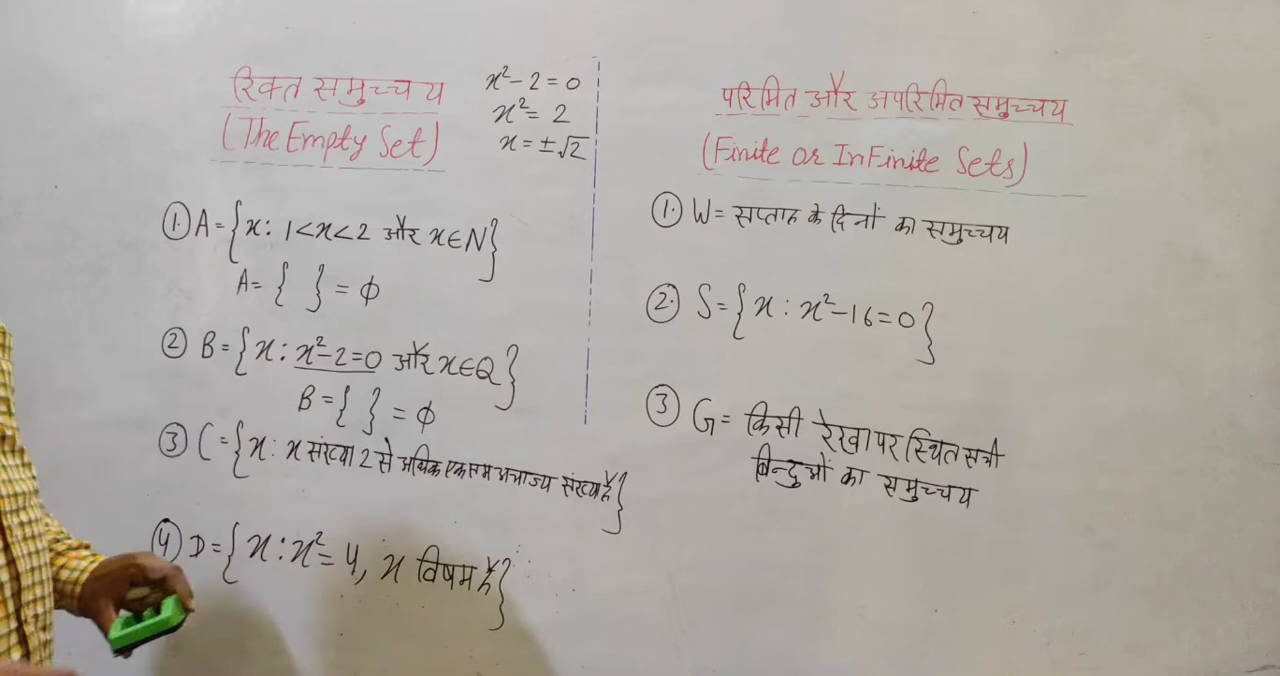 रिक्त समुच्चय
(The Empty Set)
x²-2=0
x²=2
x=±√2
① A={x: 1<x<2 और x∈N}
A={ } = φ
② B={x: x²-2=0 और x∈Q}
B={ } = φ
③ C={x: x संख्या 2 से अधिक एक सम अभाज्य संख्या है}
④ D={x: x²=4, x विषम है}
परिमित और अपरिमित समुच्चय
(Finite or Infinite Sets)
① W= सप्ताह के दिनों का समुच्चय
② S={x: x²-16=0}
③ G= किसी रेखा पर स्थित सभी
बिन्दुओं का समुच्चय